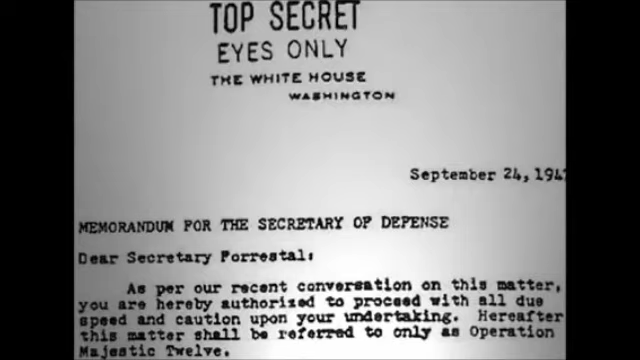 TOP SECRET
EYES ONLY
THE WHITE HOUSE
WASHINGTON
September 24, 194
MEMORANDUM FOR THE SECRETARY OF DEFENSE
Dear Secretary Forrestal:
As per our recent conversation on this matter,
you are hereby authorized to proceed with all due
speed and caution upon your undertaking. Hereafter
this matter shall be referred to only as Operation
Majestic Twelve.